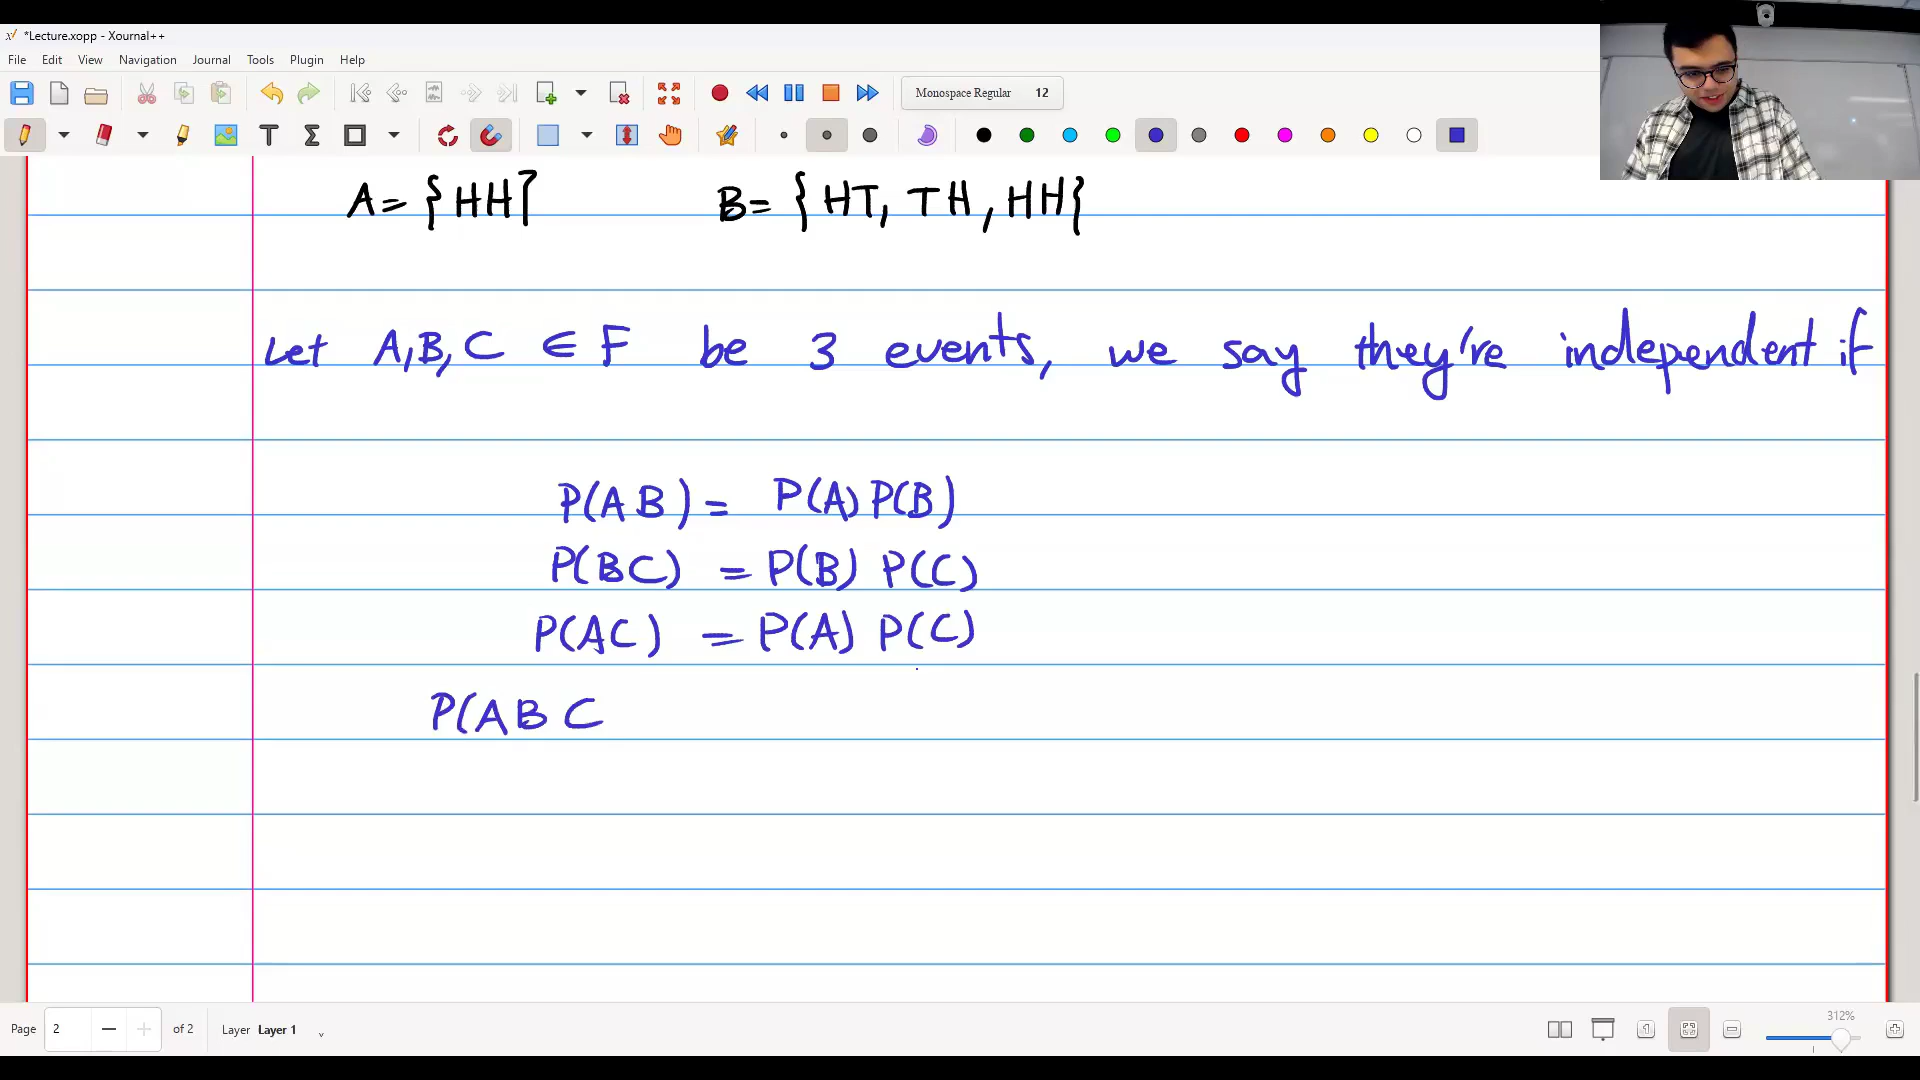 *Lecture.xopp - Xournal++
File Edit View Navigation Journal Tools Plugin Help
Monospace Regular 12
A = {HH} B = {HT, TH, HH}
Let A, B, C ∈ F be 3 events, we say they're independent if
P(AB) = P(A) P(B)
P(BC) = P(B) P(C)
P(AC) = P(A) P(C)
P(ABC
Page 2 of 2 Layer Layer 1 312%